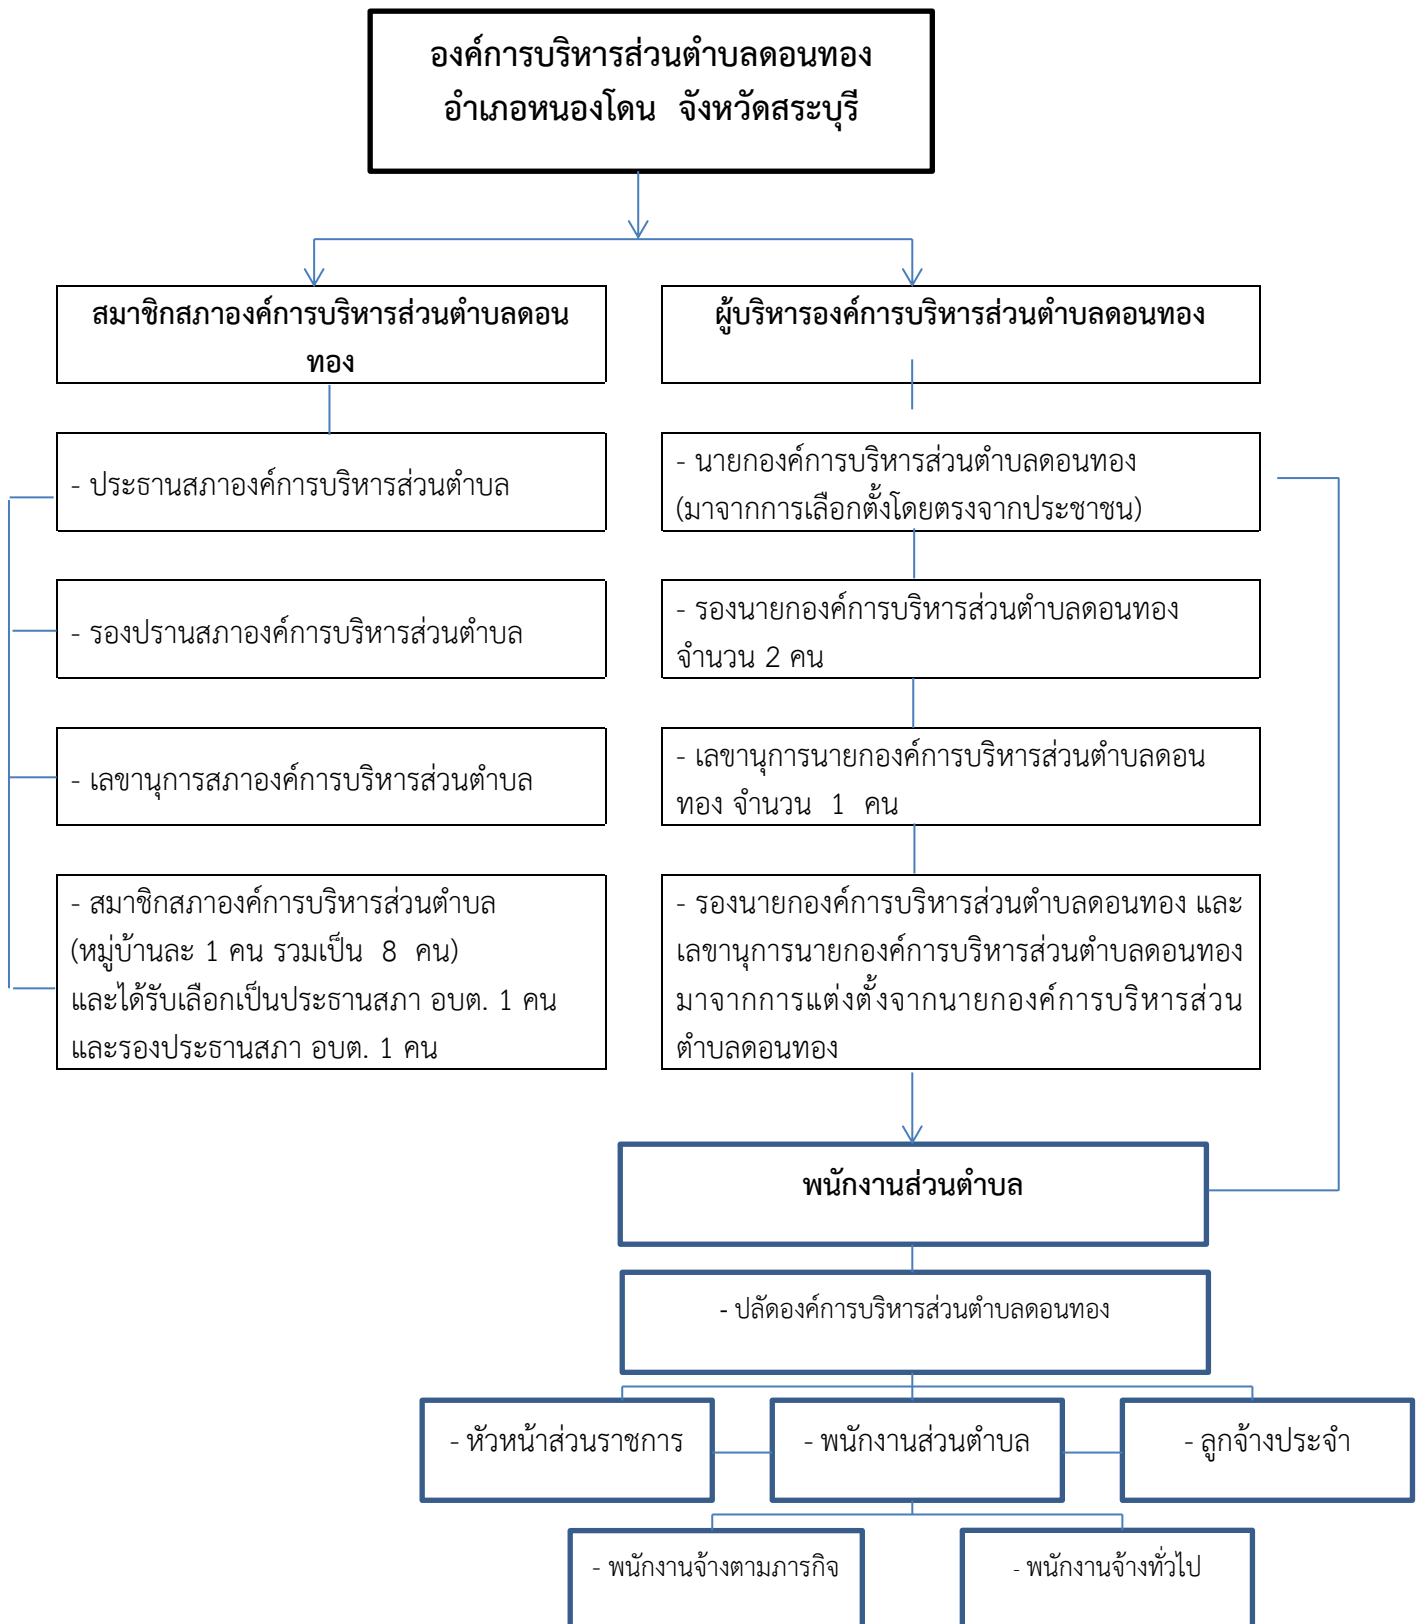 องค์การบริหารส่วนตำบลดอนทอง
อำเภอหนองโดน  จังหวัดสระบุรี
สมาชิกสภาองค์การบริหารส่วนตำบลดอน
ทอง
- ประธานสภาองค์การบริหารส่วนตำบล
- รองปรานสภาองค์การบริหารส่วนตำบล
- เลขานุการสภาองค์การบริหารส่วนตำบล
- สมาชิกสภาองค์การบริหารส่วนตำบล
(หมู่บ้านละ 1 คน รวมเป็น  8  คน)
และได้รับเลือกเป็นประธานสภา อบต. 1 คน
และรองประธานสภา อบต. 1 คน
ผู้บริหารองค์การบริหารส่วนตำบลดอนทอง
- นายกองค์การบริหารส่วนตำบลดอนทอง
(มาจากการเลือกตั้งโดยตรงจากประชาชน)
- รองนายกองค์การบริหารส่วนตำบลดอนทอง
จำนวน 2 คน
- เลขานุการนายกองค์การบริหารส่วนตำบลดอน
ทอง จำนวน  1  คน
- รองนายกองค์การบริหารส่วนตำบลดอนทอง และ
เลขานุการนายกองค์การบริหารส่วนตำบลดอนทอง
มาจากการแต่งตั้งจากนายกองค์การบริหารส่วน
ตำบลดอนทอง
พนักงานส่วนตำบล
- ปลัดองค์การบริหารส่วนตำบลดอนทอง
- หัวหน้าส่วนราชการ
- พนักงานส่วนตำบล
- ลูกจ้างประจำ
- พนักงานจ้างตามภารกิจ
- พนักงานจ้างทั่วไป